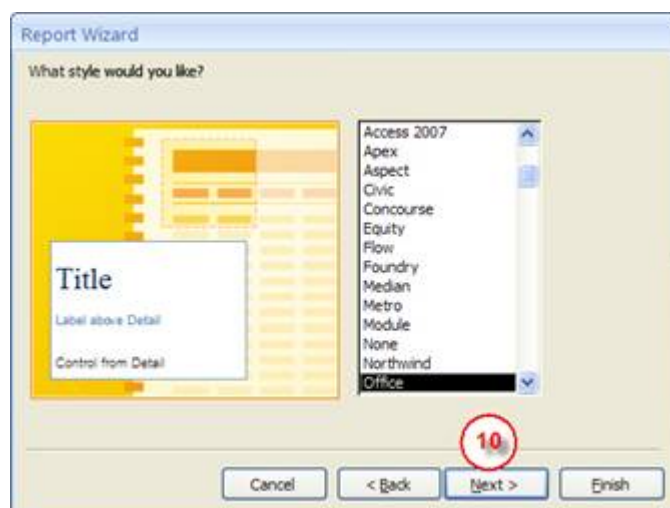 Report Wizard
What style would you like?
Title
Label above Detail
Control from Detail
Access 2007
Apex
Aspect
Civic
Concourse
Equity
Flow
Foundry
Median
Metro
Module
None
Northwind
Office
10
Cancel
< Back
Next >
Finish